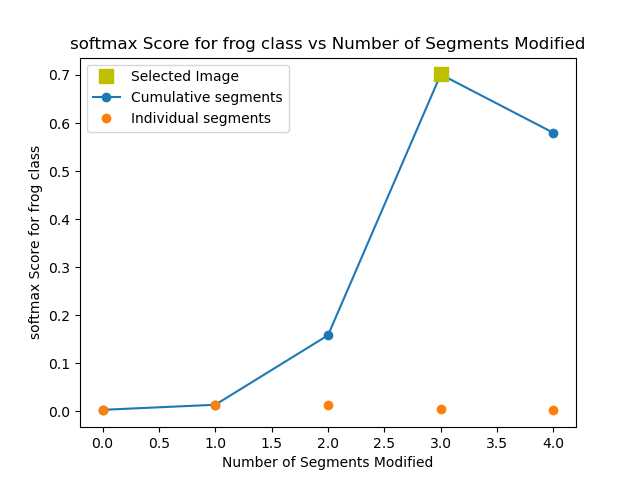 softmax Score for frog class vs Number of Segments Modified
Selected Image
Cumulative segments
Individual segments
softmax Score for frog class
0.7
0.6
0.5
0.4
0.3
0.2
0.1
0.0
0.0 0.5 1.0 1.5 2.0 2.5 3.0 3.5 4.0
Number of Segments Modified